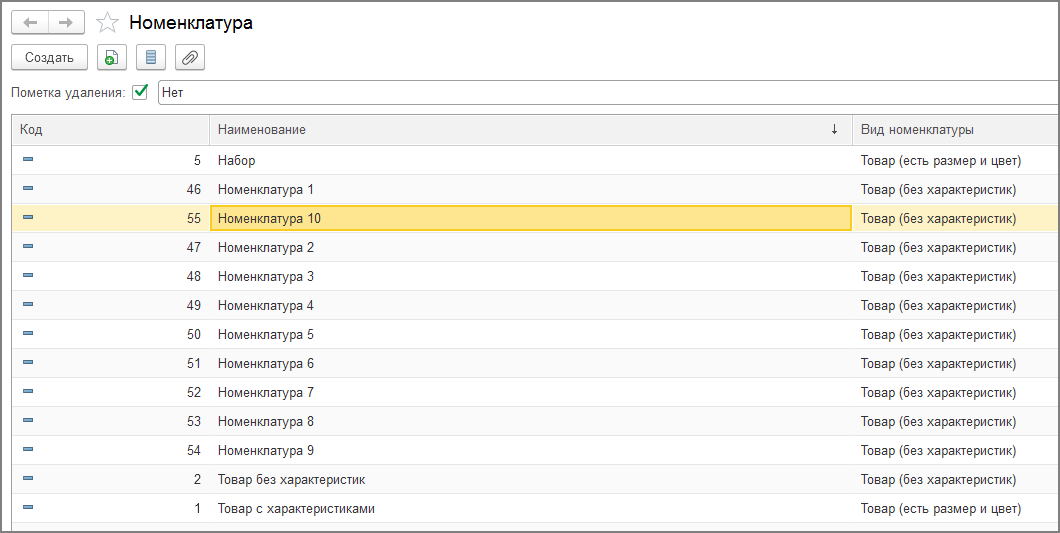 Номенклатура
Создать
Пометка удаления: Нет
Код Наименование ↓ Вид номенклатуры
5 Набор Товар (есть размер и цвет)
46 Номенклатура 1 Товар (без характеристик)
55 Номенклатура 10 Товар (без характеристик)
47 Номенклатура 2 Товар (без характеристик)
48 Номенклатура 3 Товар (без характеристик)
49 Номенклатура 4 Товар (без характеристик)
50 Номенклатура 5 Товар (без характеристик)
51 Номенклатура 6 Товар (без характеристик)
52 Номенклатура 7 Товар (без характеристик)
53 Номенклатура 8 Товар (без характеристик)
54 Номенклатура 9 Товар (без характеристик)
2 Товар без характеристик Товар (без характеристик)
1 Товар с характеристиками Товар (есть размер и цвет)